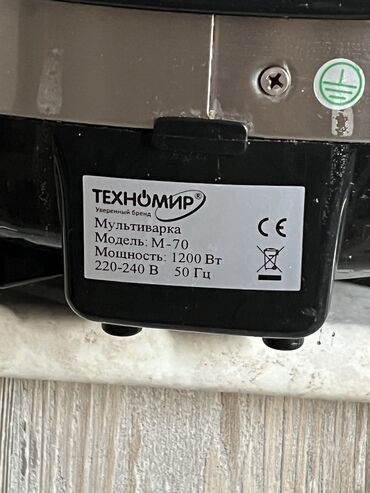 ТЕХНОМИР®
Уверенный бренд
Мультиварка
Модель: М-70
Мощность: 1200 Вт
220-240 В 50 Гц
CE